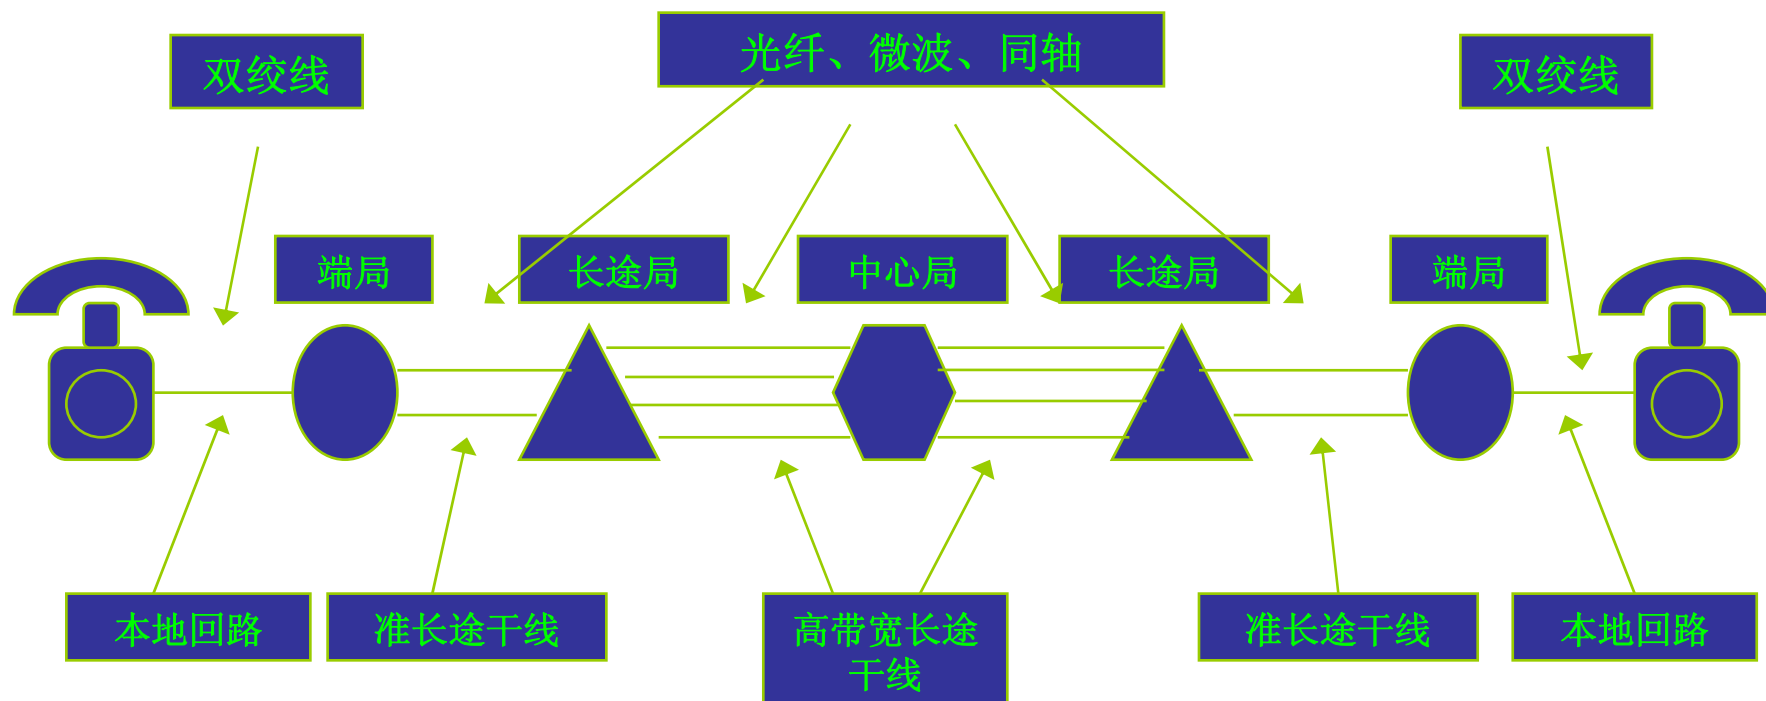 双绞线
光纤、微波、同轴
双绞线
端局
长途局
中心局
长途局
端局
本地回路
准长途干线
高带宽长途
干线
准长途干线
本地回路